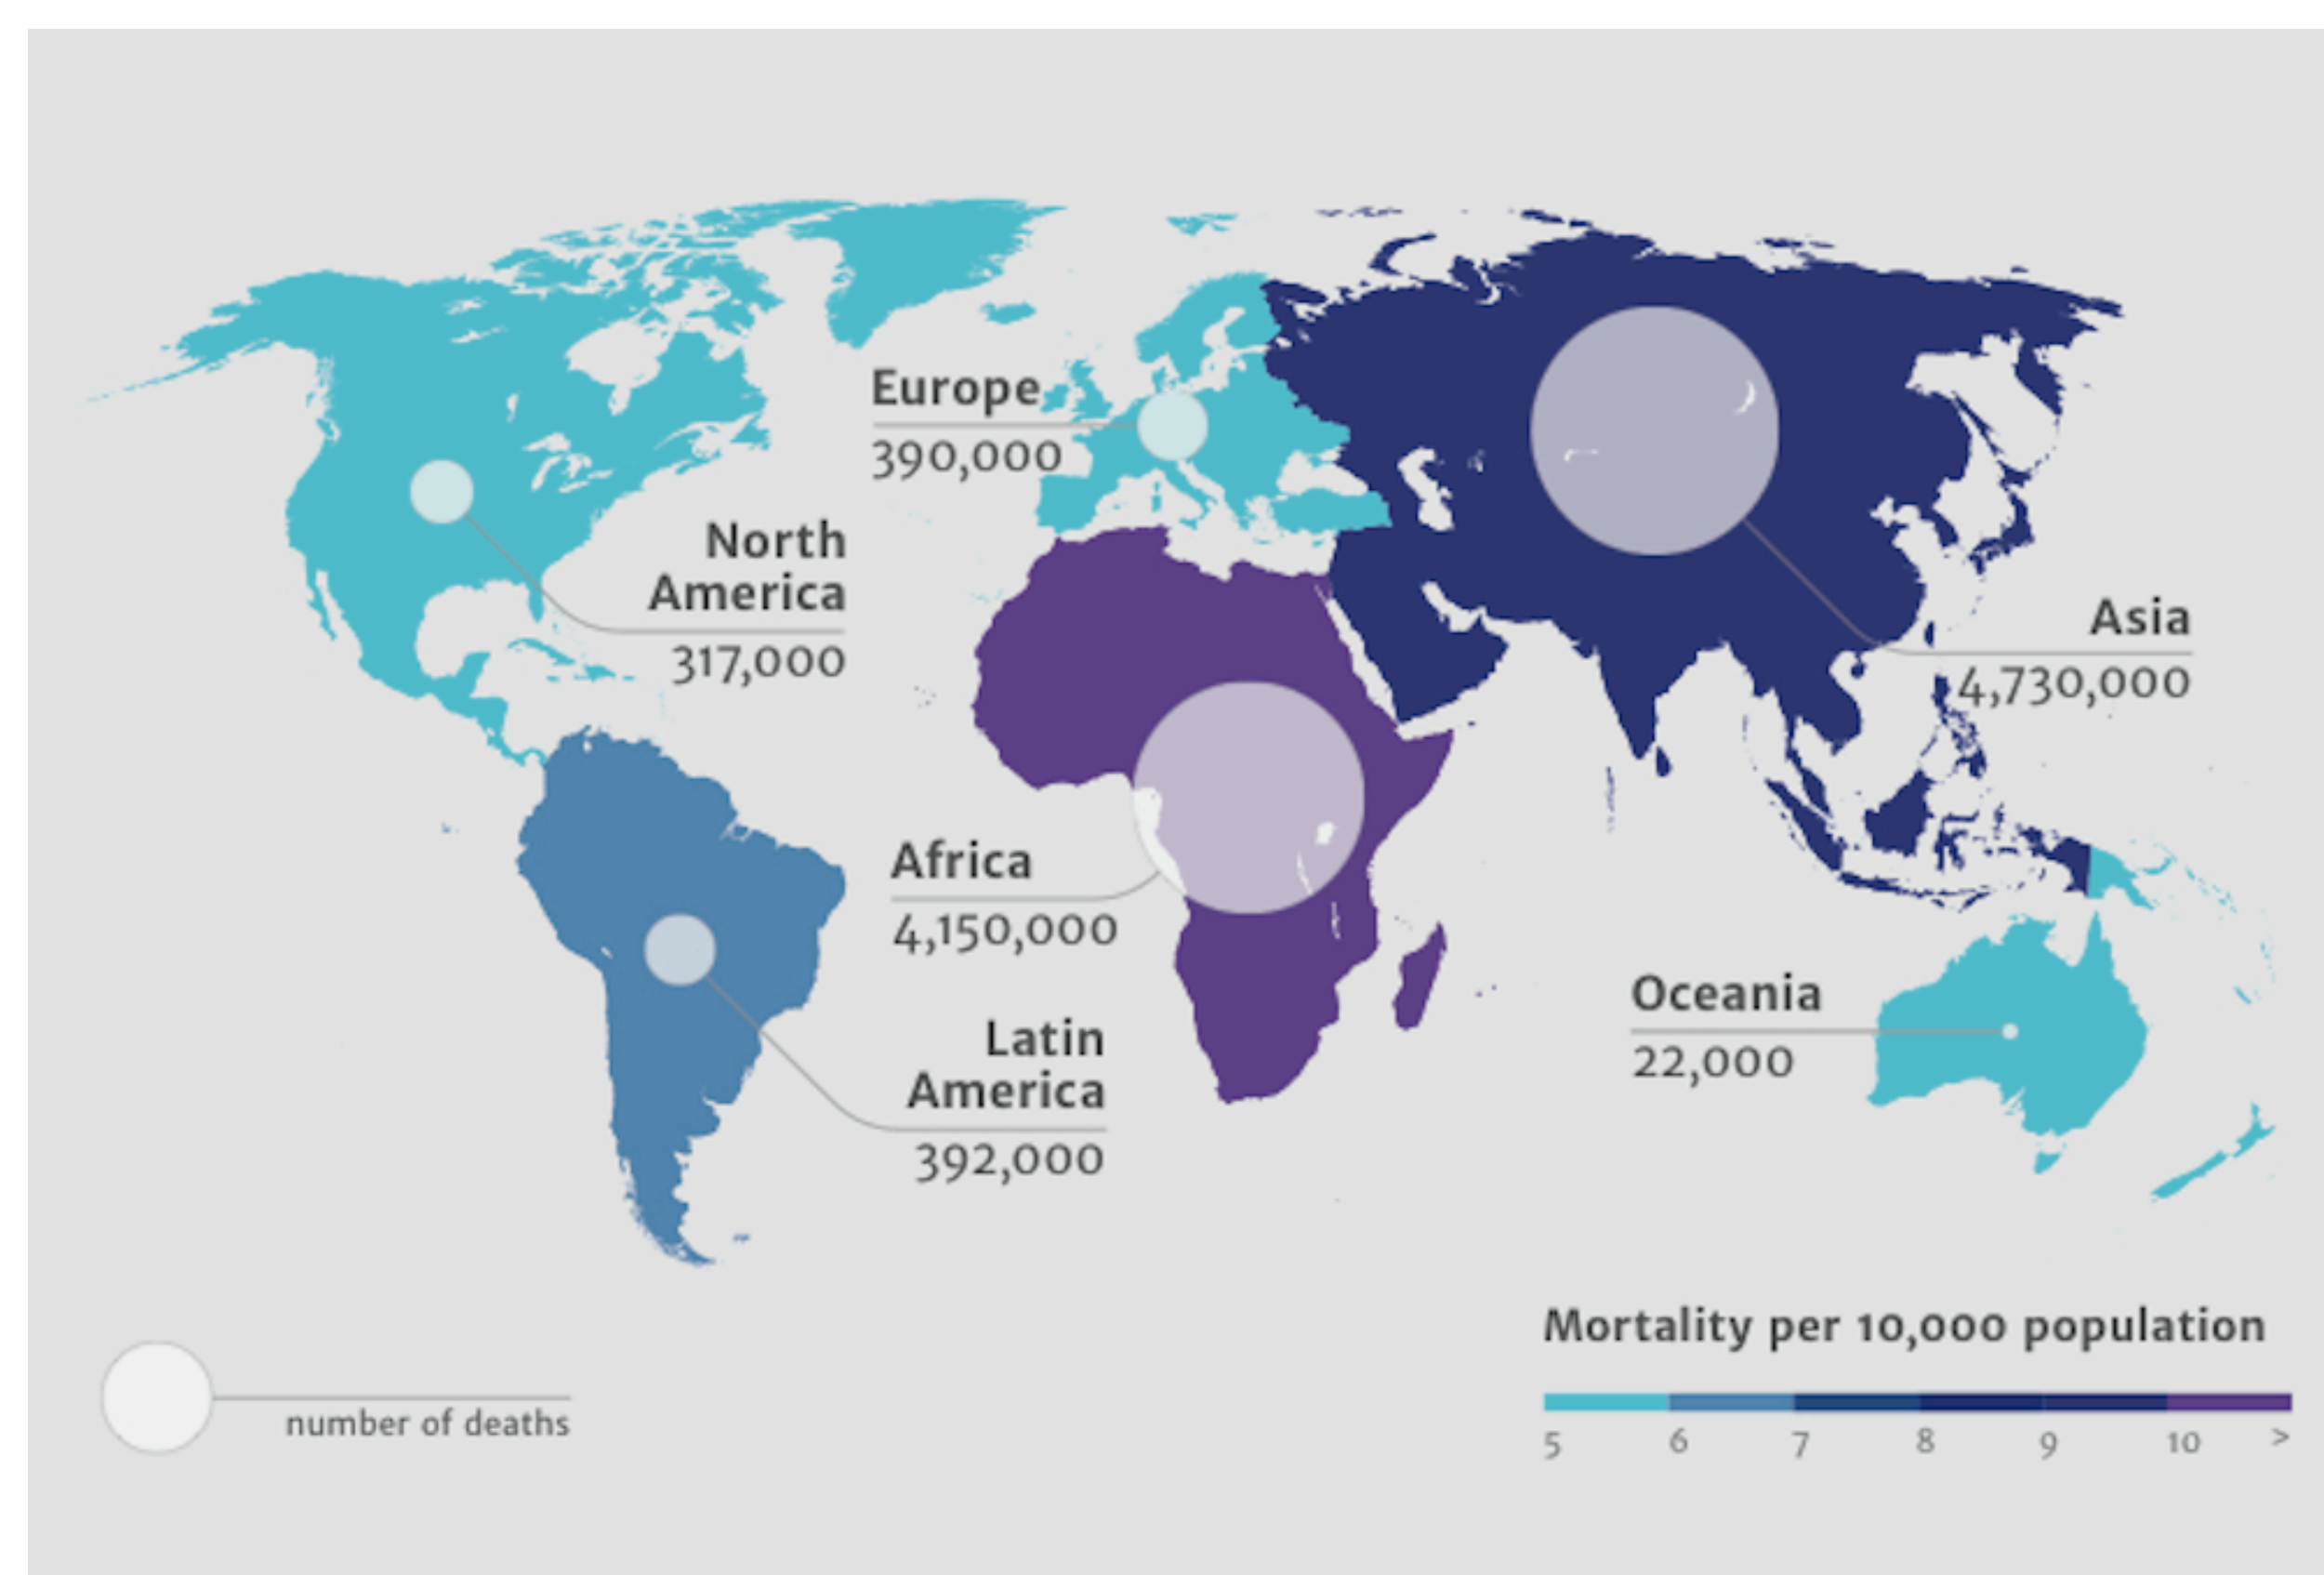 Europe
390,000
North
America
317,000
Asia
4,730,000
Africa
4,150,000
Latin
America
392,000
Oceania
22,000
Mortality per 10,000 population
5 6 7 8 9 10 >
number of deaths